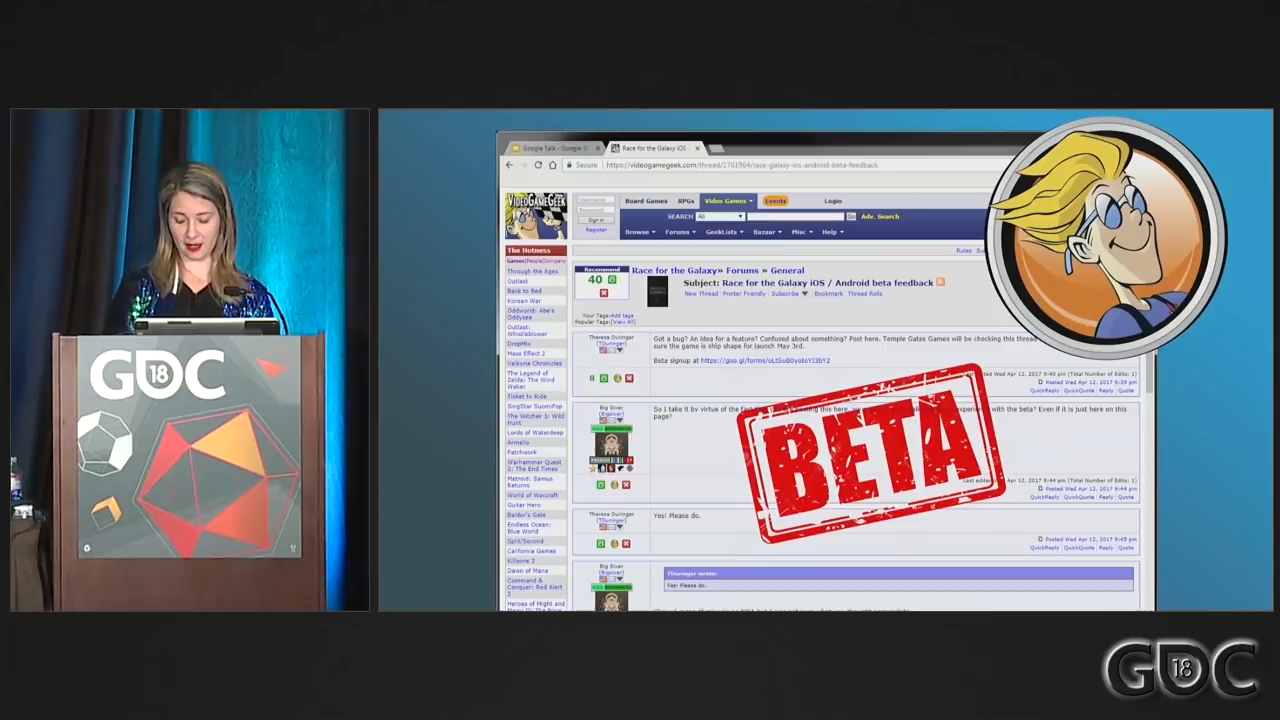 GDC
18
Google Talk - Google Sl
Race for the Galaxy iOS
Secure
https://videogamegeek.com/thread/1761984/race-galaxy-ios-android-beta-feedback
VIDEOGAMEGEEK
Username
Password
Sign in
Register
Board Games
RPGs
Video Games
Events
Login
SEARCH
All
Adv. Search
Browse
Forums
GeekLists
Bazaar
Misc
Help
The Hotness
Games|People|Company
Through the Ages
Outlast
Back to Bed
Korean War
Oddworld: Abe's
Oddysee
Outlast:
Whistleblower
DropMix
Mass Effect 2
Valkyria Chronicles
The Legend of
Zelda: The Wind
Waker
Ticket to Ride
SingStar SuomiPop
The Witcher 3: Wild
Hunt
Lords of Waterdeep
Armello
Patchwork
Warhammer Quest
2: The End Times
Metroid: Samus
Returns
World of Warcraft
Guitar Hero
Baldur's Gate
Endless Ocean:
Blue World
Split/Second
California Games
Killzone 2
Dawn of Mana
Command &
Conquer: Red Alert
2
Heroes of Might and
Rules
Recommend
40
Race for the Galaxy» Forums » General
Subject: Race for the Galaxy iOS / Android beta feedback
New Thread
Printer Friendly
Subscribe
Bookmark
Thread Rolls
Your Tags: Add tags
Popular Tags: [View All]
Theresa Duringer
(TDuringer)
Got a bug? An idea for a feature? Confused about something? Post here. Temple Gates Games will be checking this thread
sure the game is ship shape for launch May 3rd.
Beta signup at https://goo.gl/forms/oLtSuB0yoIoYJ3bY2
8
ed Wed Apr 12, 2017 9:40 pm (Total Number of Edits: 1)
Posted Wed Apr 12, 2017 9:39 pm
QuickReply
QuickQuote
Reply
Quote
Big Bixer
So I take it by virtue of the
with the beta? Even if it is just here on this
page?
Wed Apr 12, 2017 9:44 pm (Total Number of Edits: 1)
Posted Wed Apr 12, 2017 9:44 pm
QuickReply
QuickQuote
Reply
Quote
BETA
Theresa Duringer
(TDuringer)
Yes! Please do.
Posted Wed Apr 12, 2017 9:45 pm
QuickReply
QuickQuote
Reply
Quote
Big Bixer
TDuringer wrote:
Yes! Please do.
GDC
18